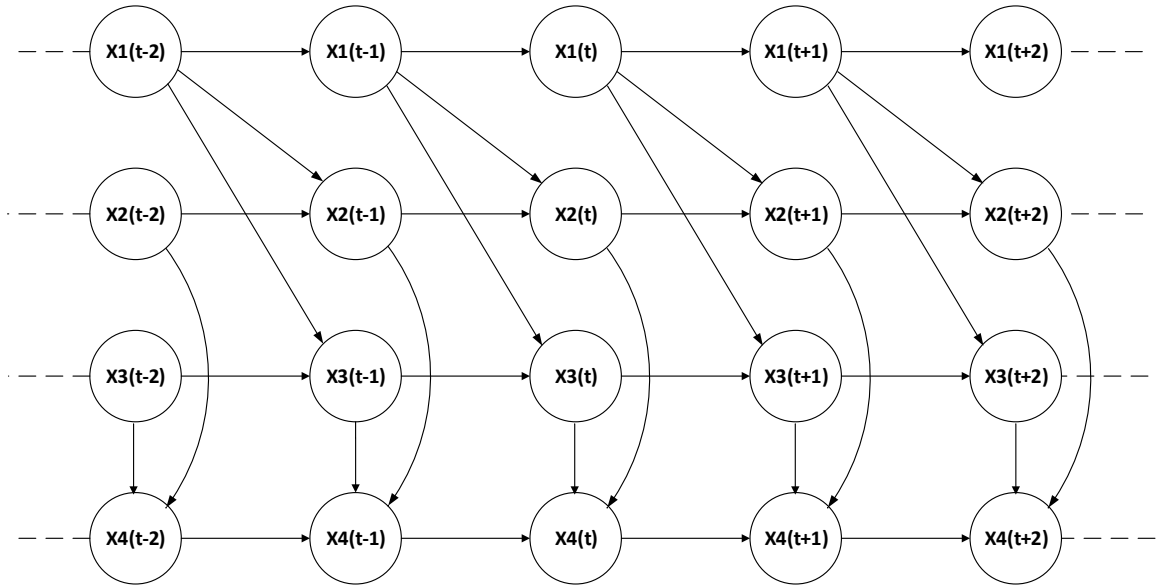 X1(t-2) X1(t-1) X1(t) X1(t+1) X1(t+2)
X2(t-2) X2(t-1) X2(t) X2(t+1) X2(t+2)
X3(t-2) X3(t-1) X3(t) X3(t+1) X3(t+2)
X4(t-2) X4(t-1) X4(t) X4(t+1) X4(t+2)